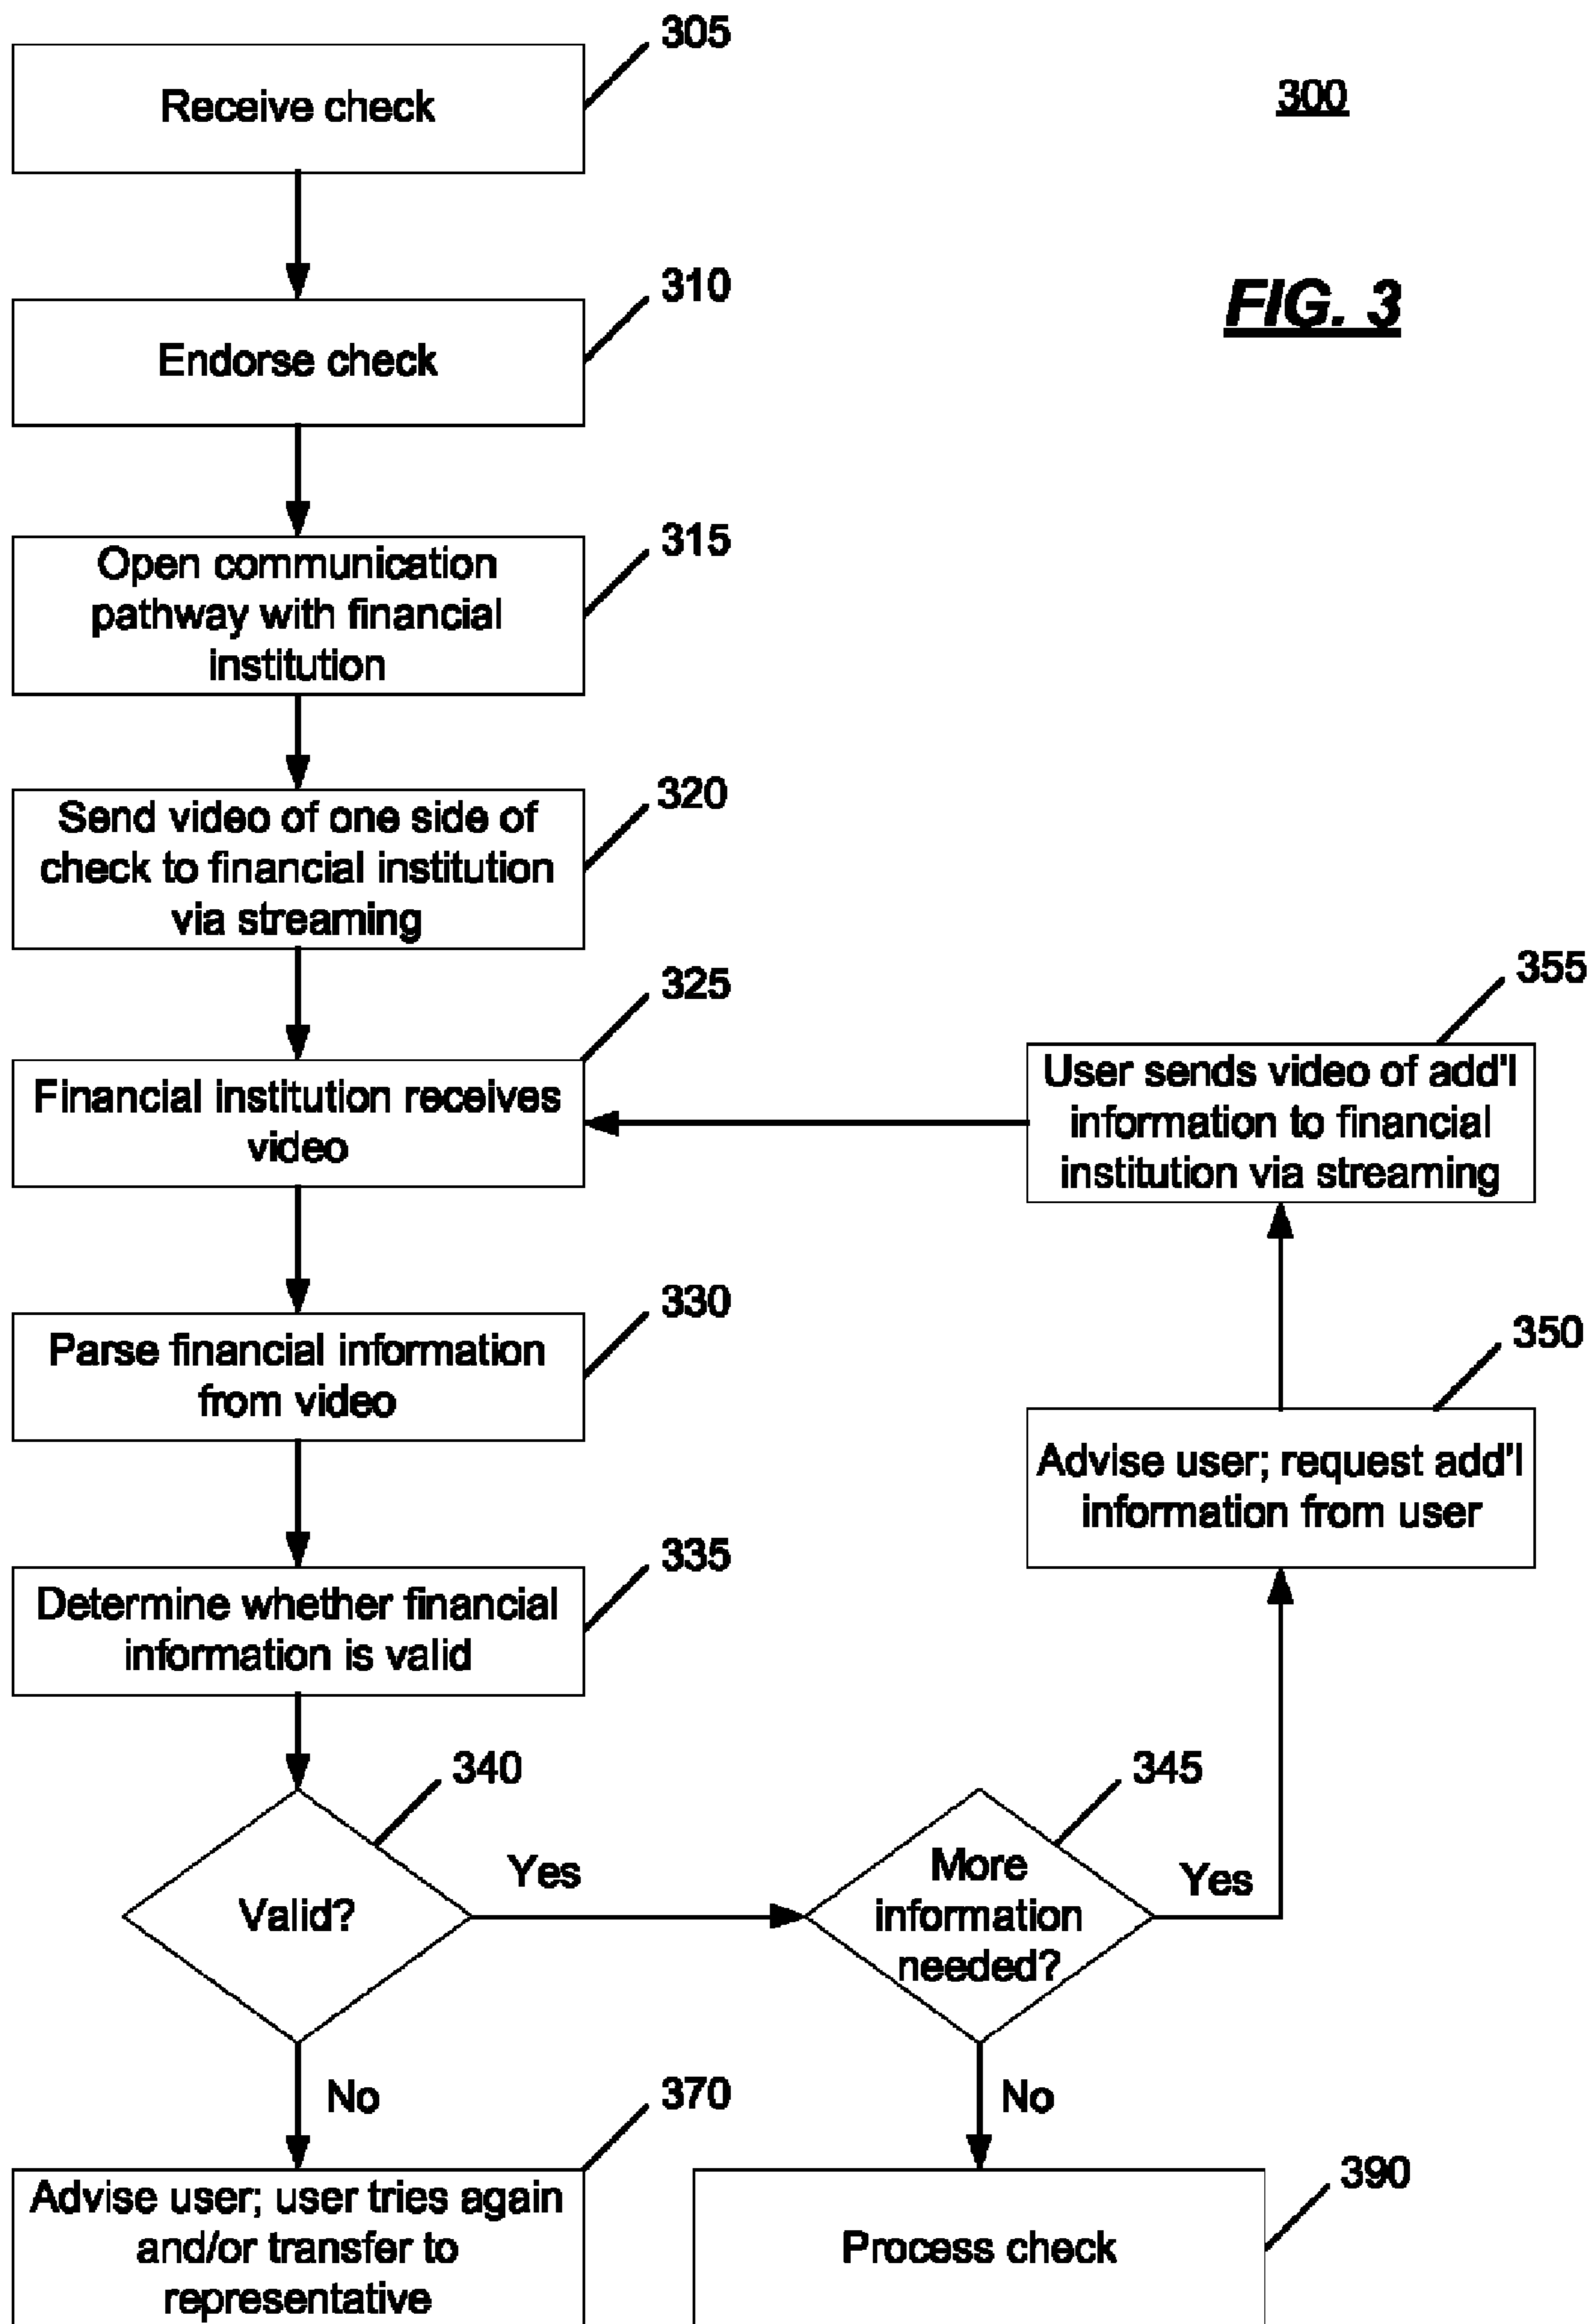 305
Receive check
300
310
Endorse check
FIG. 3
315
Open communication
pathway with financial
institution
320
Send video of one side of
check to financial institution
via streaming
325
Financial institution receives
video
355
User sends video of add'l
information to financial
institution via streaming
330
Parse financial information
from video
350
Advise user; request add'l
information from user
335
Determine whether financial
information is valid
340
Valid?
Yes
345
More
information
needed?
Yes
No
370
Advise user; user tries again
and/or transfer to
representative
No
390
Process check